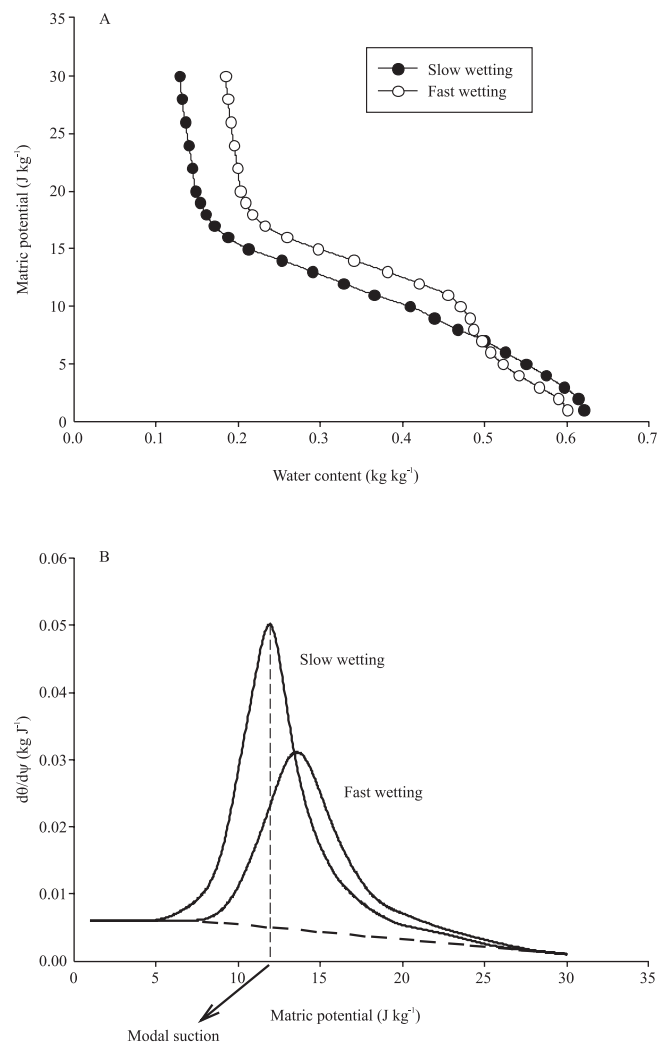 A
35
30
25
20
15
10
5
0
Matric potential (J kg⁻¹)
Slow wetting
Fast wetting
0.0 0.1 0.2 0.3 0.4 0.5 0.6 0.7
Water content (kg kg⁻¹)
B
0.06
0.05
0.04
0.03
0.02
0.01
0.00
dθ/dψ (kg J⁻¹)
Slow wetting
Fast wetting
0 5 10 15 20 25 30 35
Matric potential (J kg⁻¹)
Modal suction